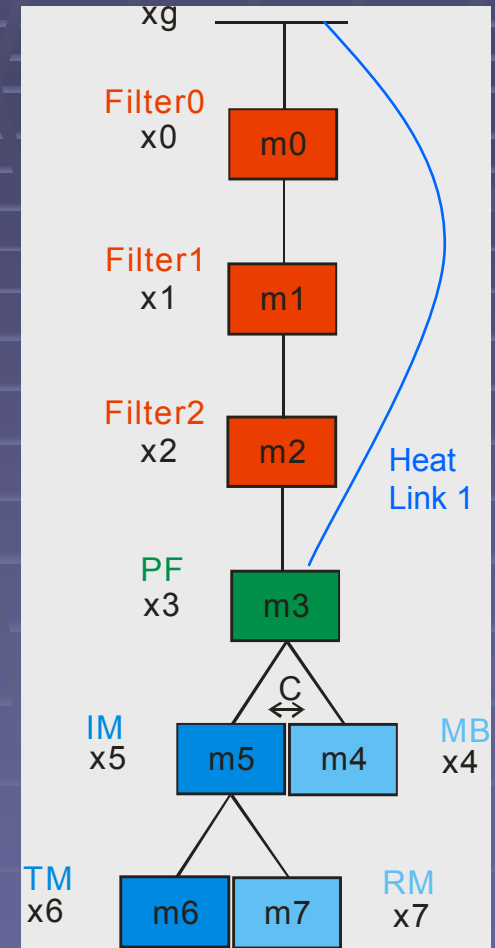 xg
Filter0
x0
m0
Filter1
x1
m1
Filter2
x2
m2
Heat
Link 1
PF
x3
m3
C
IM
x5
m5
m4
MB
x4
TM
x6
m6
m7
RM
x7